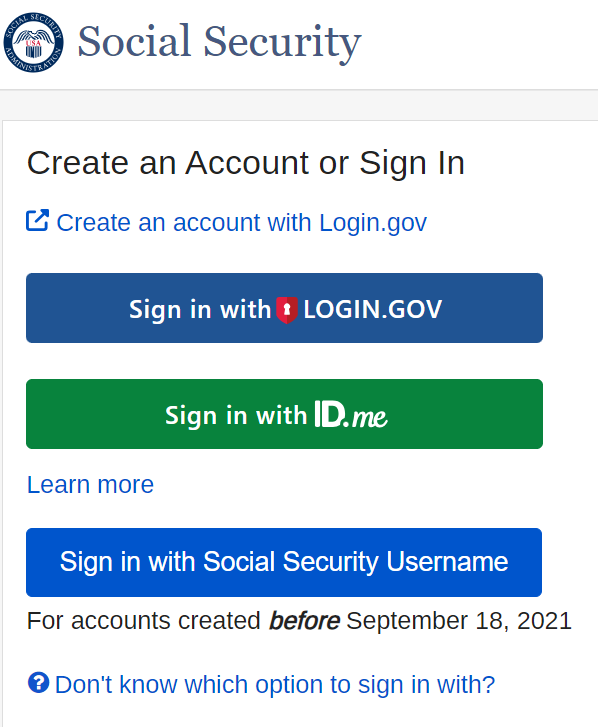 SOCIAL SECURITY ADMINISTRATION
USA
Social Security
Create an Account or Sign In
Create an account with Login.gov
Sign in with LOGIN.GOV
Sign in with ID.me
Learn more
Sign in with Social Security Username
For accounts created before September 18, 2021
? Don't know which option to sign in with?